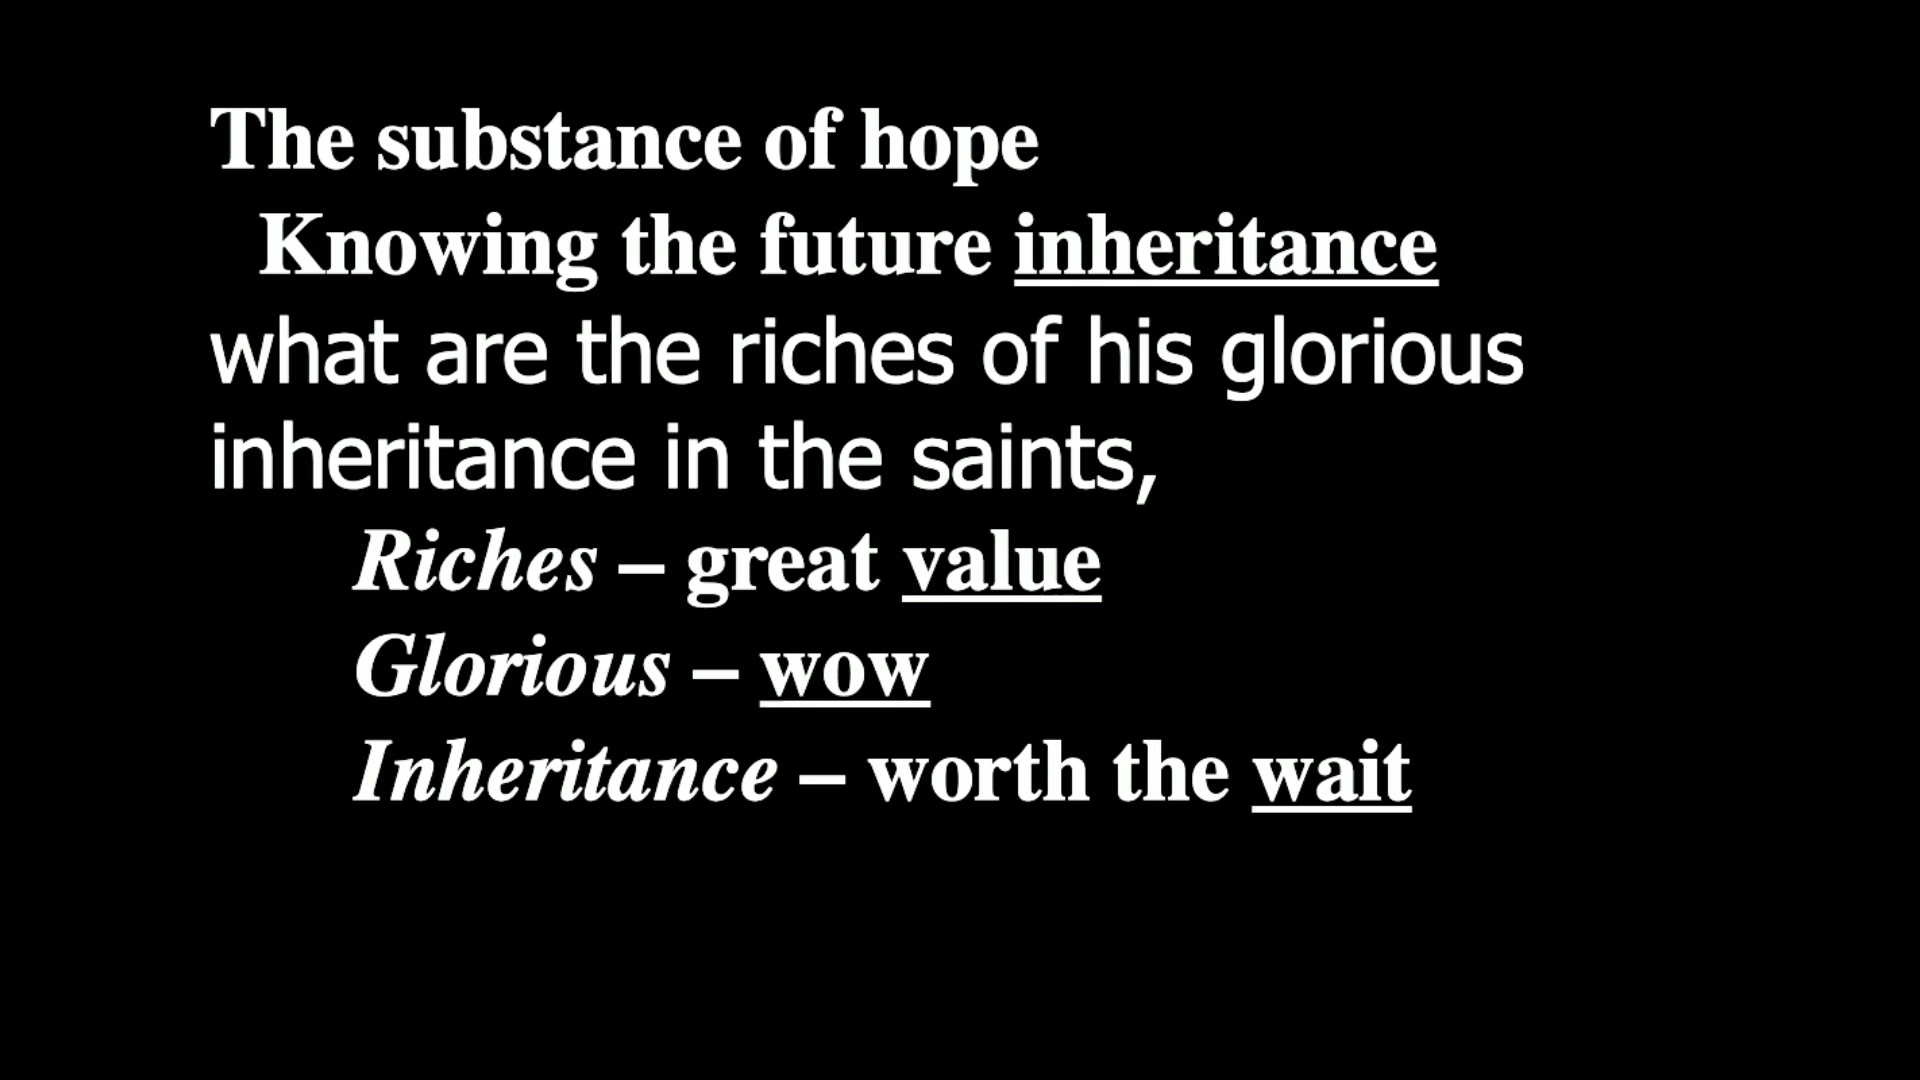 The substance of hope
Knowing the future inheritance
what are the riches of his glorious
inheritance in the saints,
Riches – great value
Glorious – wow
Inheritance – worth the wait